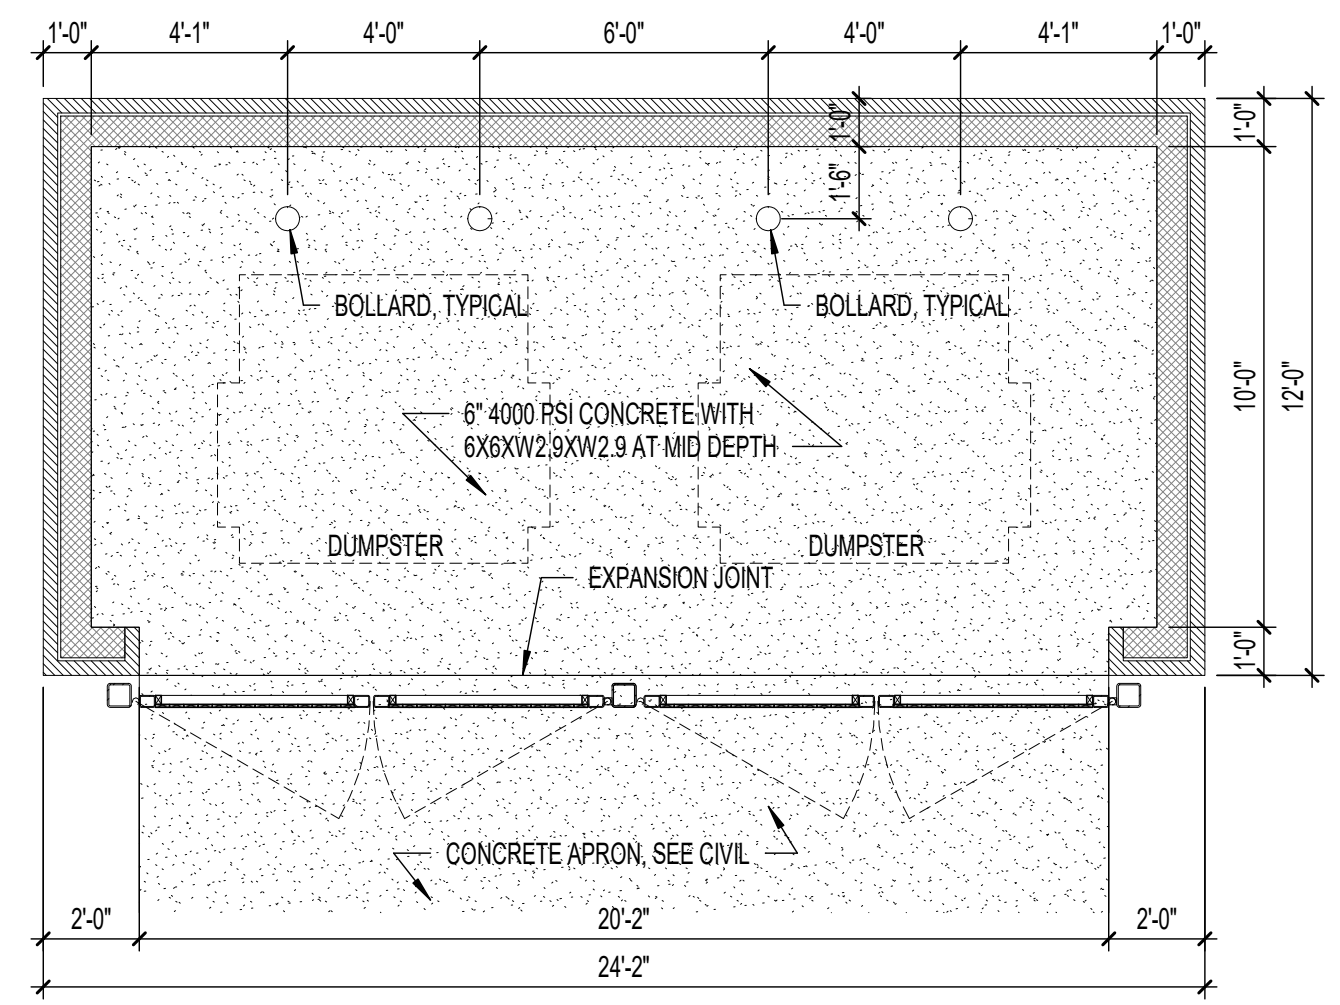 1'-0"
4'-1"
4'-0"
6'-0"
4'-0"
4'-1"
1'-0"
1'-0"
1'-0"
1'-6"
BOLLARD, TYPICAL
BOLLARD, TYPICAL
10'-0"
12'-0"
6" 4000 PSI CONCRETE WITH
6X6XW2.9XW2.9 AT MID DEPTH
DUMPSTER
DUMPSTER
EXPANSION JOINT
1'-0"
CONCRETE APRON, SEE CIVIL
2'-0"
20'-2"
2'-0"
24'-2"